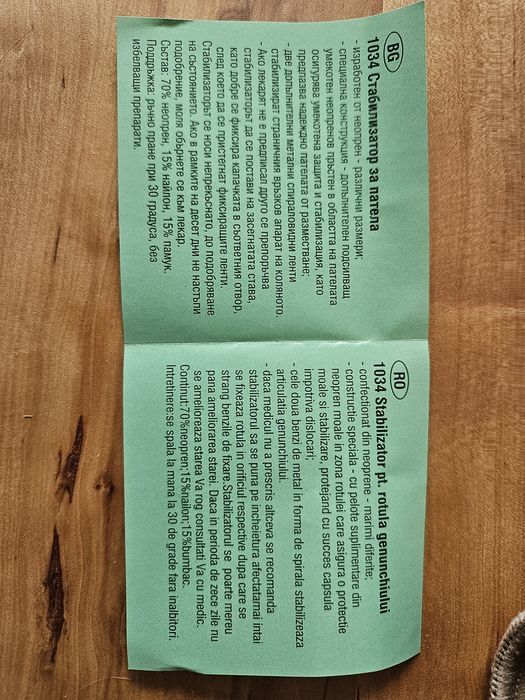 BG
1034 Стабилизатор за патела
- изработен от неопрен - различни размери;
- специална конструкция - допълнителен подсилващ
умекотен неопренов пръстен в областта на пателата
осигурява умекотена защита и стабилизация, като
предпазва надеждно пателата от разместване;
- две допълнителни метални спираловидни ленти
стабилизират страничния връзков апарат на коляното.
- Ако лекарят не е предписал друго се препоръчва
стабилизаторът да се постави на засегнатата става,
като добре се фиксира капачката в съответния отвор,
след което да се пристегнат фиксиращите ленти.
Стабилизаторът се носи непрекъснато, до подобряване
на състоянието. Ако в рамките на десет дни не настъпи
подобрение, моля обърнете се към лекар.
Състав: 70% неопрен, 15% найлон, 15% памук.
Поддръжка: ръчно пране при 30 градуса, без
избелващи препарати.
RO
1034 Stabilizator pt. rotula genunchiului
- confectionat din neoprene - marimi diferite;
- constructie speciala - cu pelote suplimentare din
neopren moale in zona rotulei care asigura o protectie
moale si stabilizare, protejand cu succes capsula
impotriva dislocari;
- cele doua benzi de metal in forma de spirala stabilizeaza
articulatia genunchiului.
- daca medicul nu a prescris altceva se recomanda
stabilizatorul sa se puna pe incheietura afectatamai intai
se fixeaza rotula in orificiul respective dupa care se
strang benzile de fixare.Stabilizatorul se poarte mereu
pana ameliorarea starei. Daca in perioda de zece zile nu
se amelioreaza starea Va rog consultati Va cu medic.
Continut:70%neopren;15%nailon;15%bumbac.
Intretinere:se spala la mana la 30 de grade fara inalbitori.